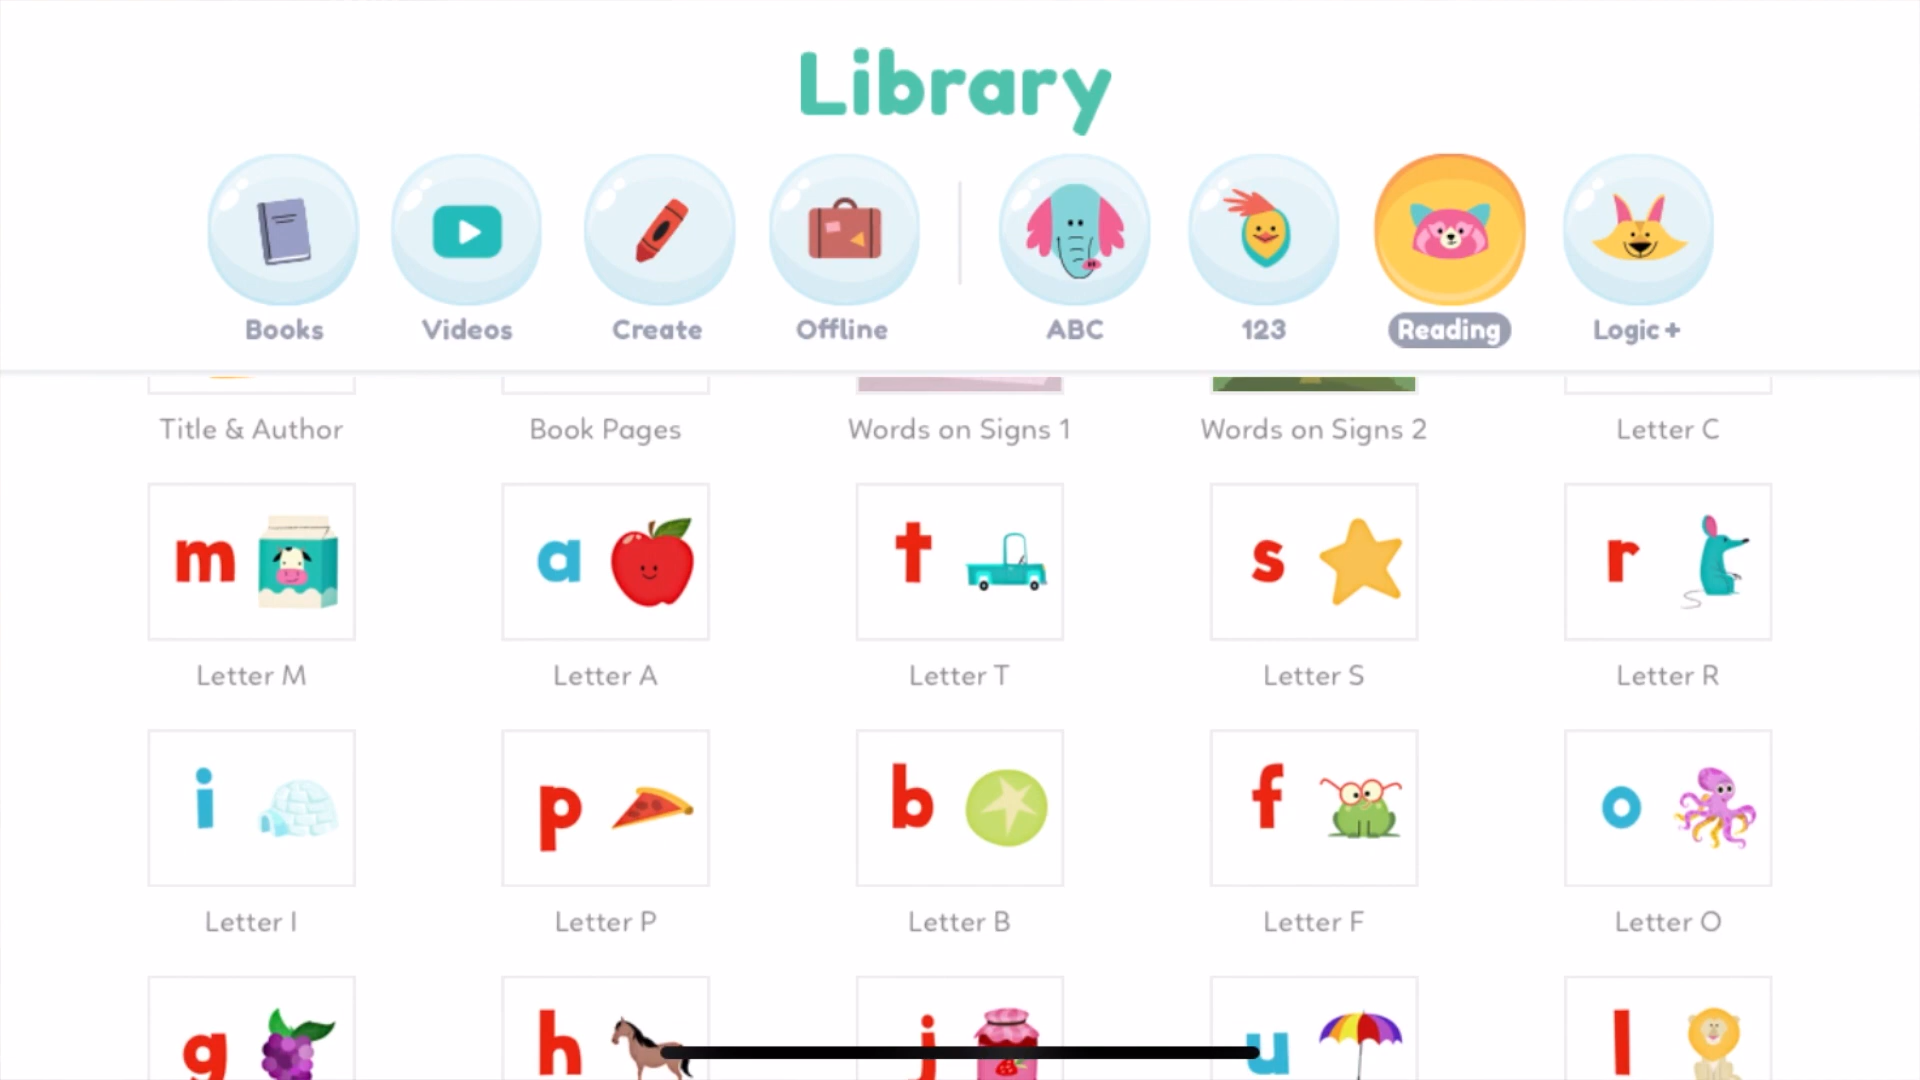 Library
Books Videos Create Offline ABC 123 Reading Logic+
Title & Author Book Pages Words on Signs 1 Words on Signs 2 Letter C
m a t s r
Letter M Letter A Letter T Letter S Letter R
i p b f o
Letter I Letter P Letter B Letter F Letter O
g h j u l